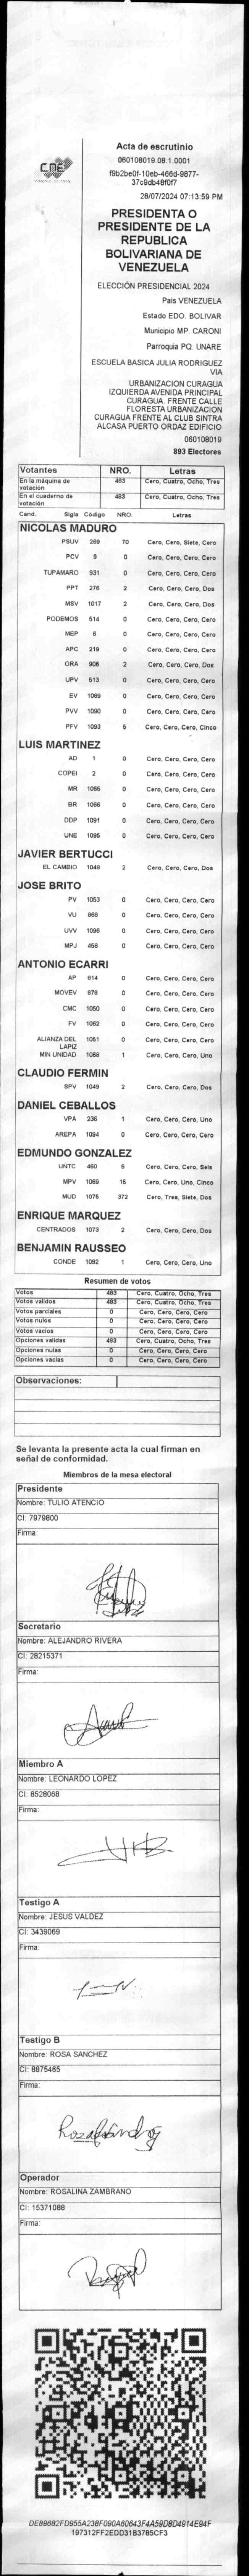 CNE
Acta de escrutinio
060108019.08.1.0001
f9b2be0f-10eb-466d-9877-
37c9db48f0f7
28/07/2024 07:13:59 PM
PRESIDENTA O
PRESIDENTE DE LA
REPUBLICA
BOLIVARIANA DE
VENEZUELA
ELECCIÓN PRESIDENCIAL 2024
País VENEZUELA
Estado EDO. BOLIVAR
Municipio MP. CARONI
Parroquia PQ. UNARE
ESCUELA BASICA JULIA RODRIGUEZ
VIA
URBANIZACION CURAGUA
IZQUIERDA AVENIDA PRINCIPAL
CURAGUA. FRENTE CALLE
FLORESTA URBANIZACION
CURAGUA FRENTE AL CLUB SINTRA
ALCASA PUERTO ORDAZ EDIFICIO
060108019
893 Electores
Votantes NRO. Letras
En la máquina de votación 483 Cero, Cuatro, Ocho, Tres
En el cuaderno de votación 483 Cero, Cuatro, Ocho, Tres
Cand. Sigla Codigo NRO. Letras
NICOLAS MADURO
PSUV 269 70 Cero, Cero, Siete, Cero
PCV 9 0 Cero, Cero, Cero, Cero
TUPAMARO 931 0 Cero, Cero, Cero, Cero
PPT 276 2 Cero, Cero, Cero, Dos
MSV 1017 2 Cero, Cero, Cero, Dos
PODEMOS 514 0 Cero, Cero, Cero, Cero
MEP 6 0 Cero, Cero, Cero, Cero
APC 219 0 Cero, Cero, Cero, Cero
ORA 906 2 Cero, Cero, Cero, Dos
UPV 513 0 Cero, Cero, Cero, Cero
EV 1089 0 Cero, Cero, Cero, Cero
PVV 1090 0 Cero, Cero, Cero, Cero
PFV 1093 5 Cero, Cero, Cero, Cinco
LUIS MARTINEZ
AD 1 0 Cero, Cero, Cero, Cero
COPEI 2 0 Cero, Cero, Cero, Cero
MR 1065 0 Cero, Cero, Cero, Cero
BR 1066 0 Cero, Cero, Cero, Cero
DDP 1091 0 Cero, Cero, Cero, Cero
UNE 1095 0 Cero, Cero, Cero, Cero
JAVIER BERTUCCI
EL CAMBIO 1048 2 Cero, Cero, Cero, Dos
JOSE BRITO
PV 1053 0 Cero, Cero, Cero, Cero
VU 868 0 Cero, Cero, Cero, Cero
UVV 1096 0 Cero, Cero, Cero, Cero
MPJ 458 0 Cero, Cero, Cero, Cero
ANTONIO ECARRI
AP 814 0 Cero, Cero, Cero, Cero
MOVEV 979 0 Cero, Cero, Cero, Cero
CMC 1050 0 Cero, Cero, Cero, Cero
FV 1062 0 Cero, Cero, Cero, Cero
ALIANZA DEL LAPIZ 1051 0 Cero, Cero, Cero, Cero
MIN UNIDAD 1068 1 Cero, Cero, Cero, Uno
CLAUDIO FERMIN
SPV 1049 2 Cero, Cero, Cero, Dos
DANIEL CEBALLOS
VPA 236 1 Cero, Cero, Cero, Uno
AREPA 1094 0 Cero, Cero, Cero, Cero
EDMUNDO GONZALEZ
UNTC 460 6 Cero, Cero, Cero, Seis
MPV 1069 15 Cero, Cero, Uno, Cinco
MUD 1075 372 Cero, Tres, Siete, Dos
ENRIQUE MARQUEZ
CENTRADOS 1073 2 Cero, Cero, Cero, Dos
BENJAMIN RAUSSEO
CONDE 1092 1 Cero, Cero, Cero, Uno
Resumen de votos
Votos 483 Cero, Cuatro, Ocho, Tres
Votos validos 483 Cero, Cuatro, Ocho, Tres
Votos parciales 0 Cero, Cero, Cero, Cero
Votos nulos 0 Cero, Cero, Cero, Cero
Votos vacios 0 Cero, Cero, Cero, Cero
Opciones validas 483 Cero, Cuatro, Ocho, Tres
Opciones nulas 0 Cero, Cero, Cero, Cero
Opciones vacias 0 Cero, Cero, Cero, Cero
Observaciones:
Se levanta la presente acta la cual firman en
señal de conformidad.
Miembros de la mesa electoral
Presidente
Nombre: TULIO ATENCIO
CI: 7979800
Firma:
Secretario
Nombre: ALEJANDRO RIVERA
CI: 28215371
Firma:
Miembro A
Nombre: LEONARDO LOPEZ
CI: 8528068
Firma:
Testigo A
Nombre: JESUS VALDEZ
CI: 3439069
Firma:
Testigo B
Nombre: ROSA SANCHEZ
CI: 8875465
Firma:
Operador
Nombre: ROSALINA ZAMBRANO
CI: 15371088
Firma:
DE89682FD955A238F090A60643F4A59D8D4914E94F
197312FF2EDD31B3785CF3